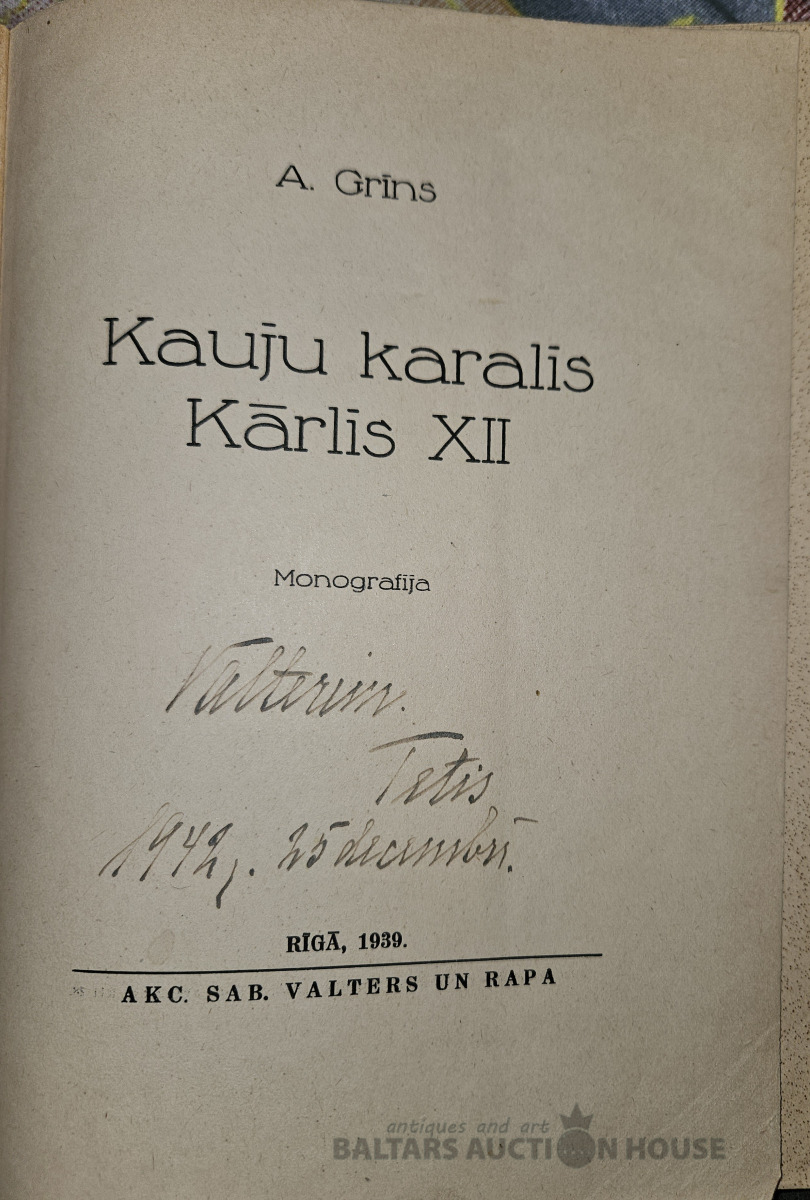 A. Grīns
Kauju karalis
Kārlis XII
Monografija
Valterim.
Tētis
1942g. 25 decembrī.
RĪGĀ, 1939.
AKC. SAB. VALTERS UN RAPA
antiques and art
BALTARS AUCTION HOUSE